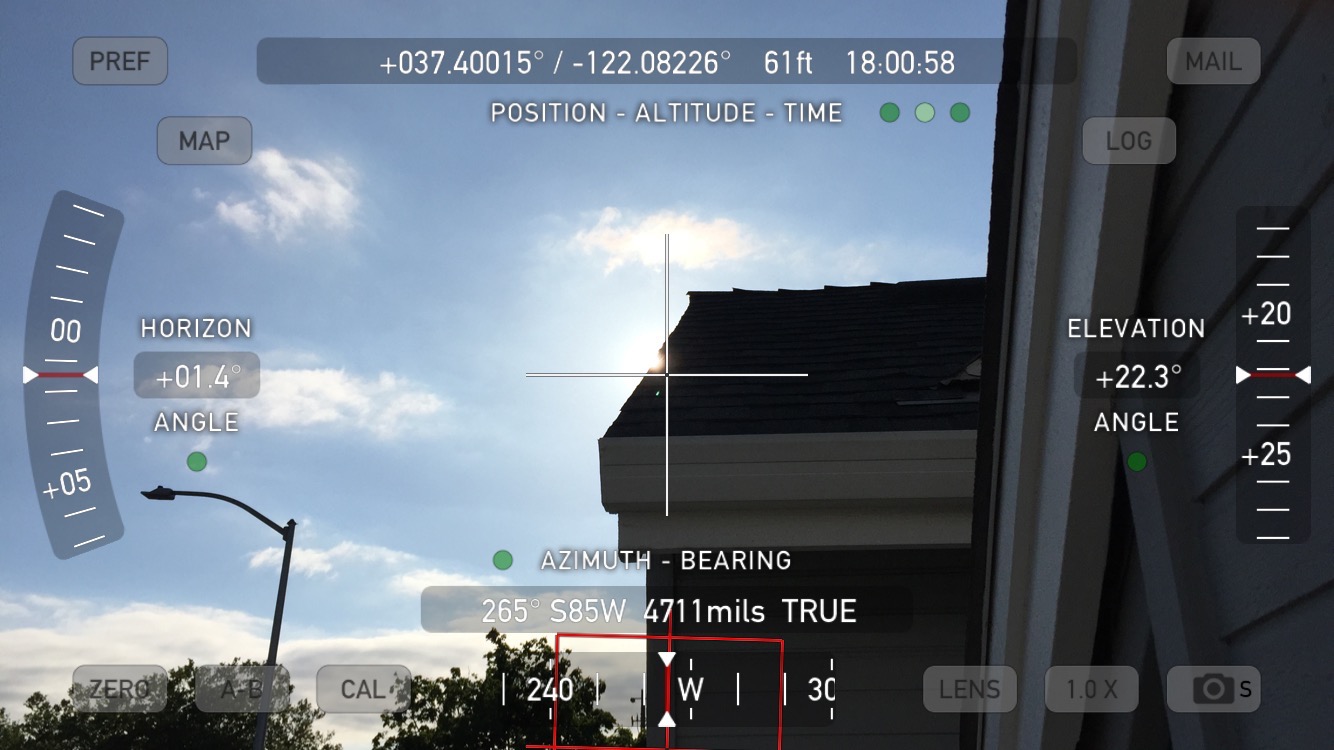 PREF
+037.40015° / -122.08226° 61ft 18:00:58
MAIL
POSITION - ALTITUDE - TIME
MAP
LOG
00
+05
HORIZON
+01.4°
ANGLE
ELEVATION
+22.3°
ANGLE
+20
+25
AZIMUTH - BEARING
265° S85W 4711mils TRUE
ZERO
A-B
CAL
240 W 30
LENS
1.0 X
S